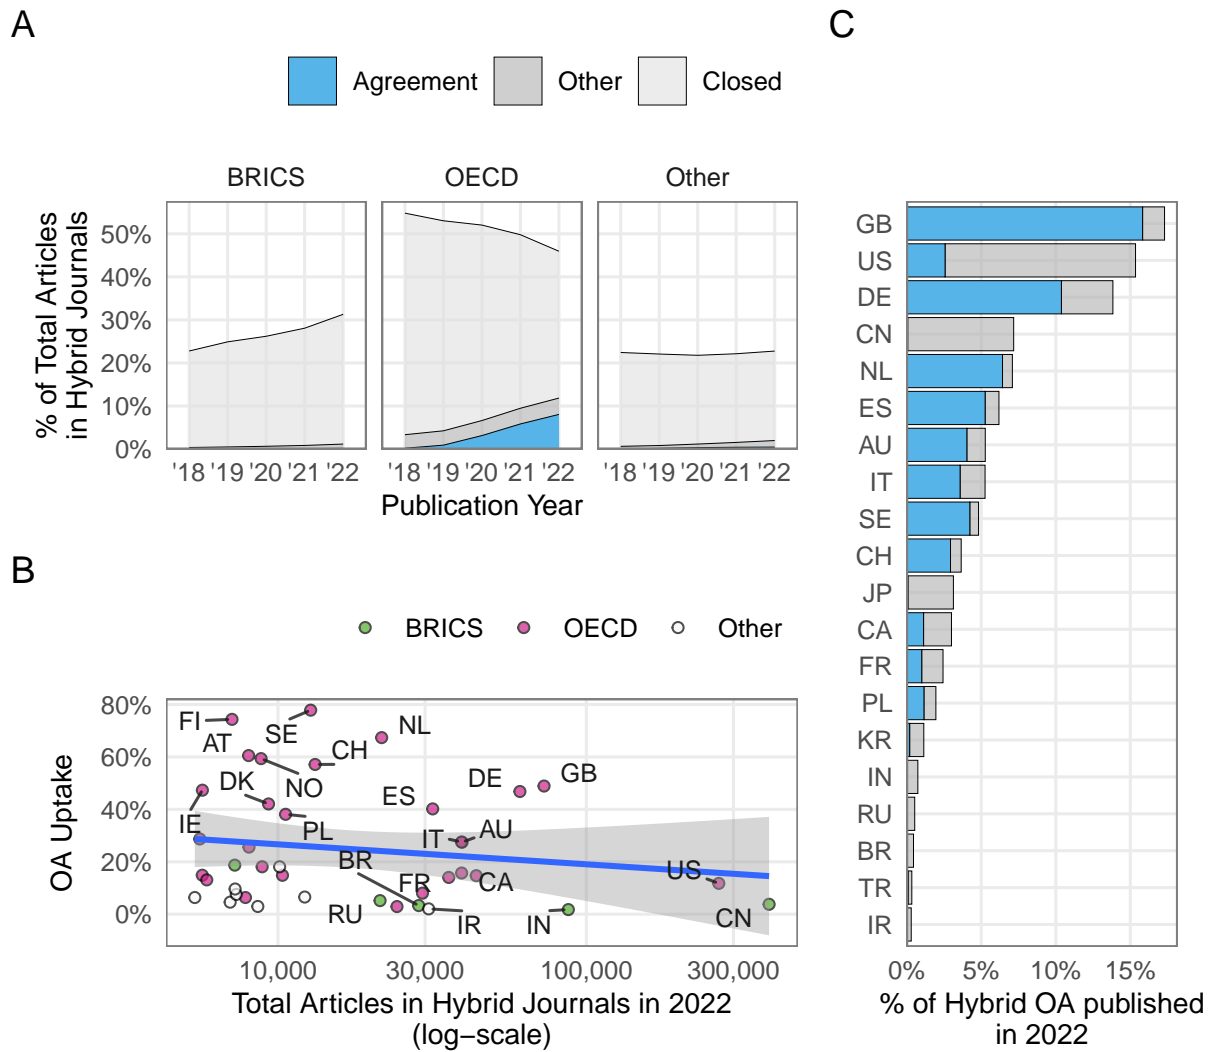 A
Agreement Other Closed
BRICS OECD Other
% of Total Articles
in Hybrid Journals
50%
40%
30%
20%
10%
0%
'18 '19 '20 '21 '22 '18 '19 '20 '21 '22 '18 '19 '20 '21 '22
Publication Year
B
BRICS OECD Other
OA Uptake
80%
60%
40%
20%
0%
FI
SE
NL
AT
CH
NO
DK
DE
GB
ES
IE
PL
IT
AU
BR
FR
CA
US
RU
IR
IN
CN
10,000 30,000 100,000 300,000
Total Articles in Hybrid Journals in 2022
(log−scale)
C
GB
US
DE
CN
NL
ES
AU
IT
SE
CH
JP
CA
FR
PL
KR
IN
RU
BR
TR
IR
0% 5% 10% 15%
% of Hybrid OA published
in 2022